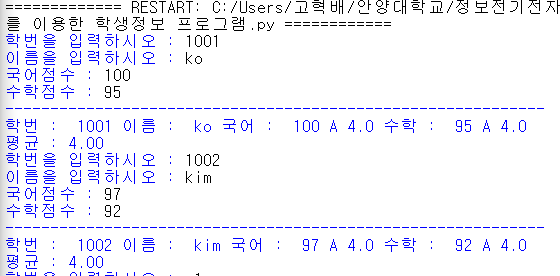 ============= RESTART: C:/Users/고혁배/안양대학교/정보전기전자
를 이용한 학생정보 프로그램.py ============
학번을 입력하시오 : 1001
이름을 입력하시오 : ko
국어점수 : 100
수학점수 : 95
------------------------------------------------------------
학번 :  1001 이름 :  ko 국어 :  100 A 4.0 수학 :  95 A 4.0
평균 : 4.00
학번을 입력하시오 : 1002
이름을 입력하시오 : kim
국어점수 : 97
수학점수 : 92
------------------------------------------------------------
학번 :  1002 이름 :  kim 국어 :  97 A 4.0 수학 :  92 A 4.0
평균 : 4.00